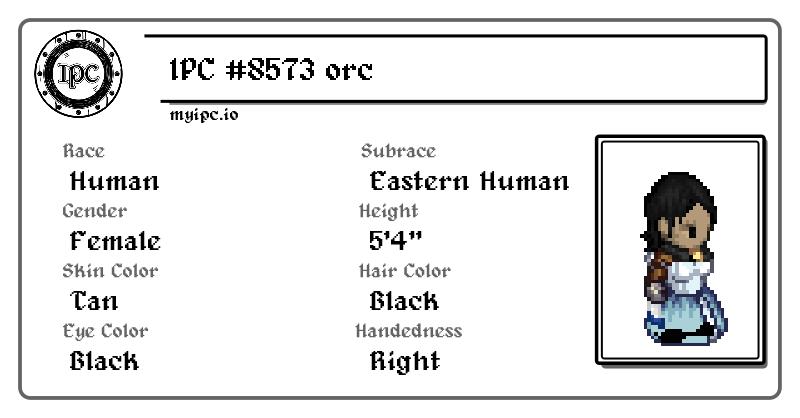 IPC
IPC #8573 orc
myipc.io
Race
Human
Subrace
Eastern Human
Gender
Female
Height
5'4"
Skin Color
Tan
Hair Color
Black
Eye Color
Black
Handedness
Right